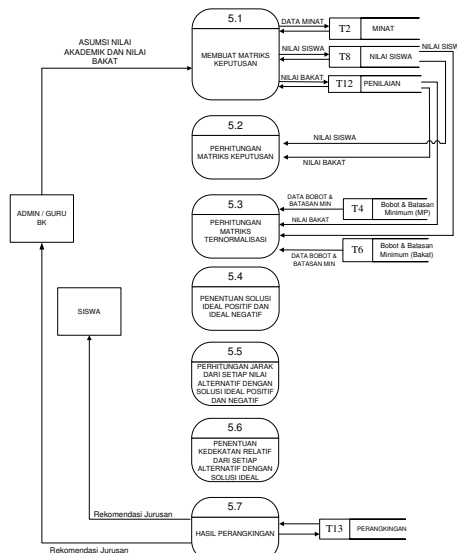 5.1
MEMBUAT MATRIKS
KEPUTUSAN
ASUMSI NILAI
AKADEMIK DAN NILAI
BAKAT
DATA MINAT
T2
MINAT
NILAI SISWA
T8
NILAI SISWA
NILAI SISW
NILAI BAKAT
T12
PENILAIAN
5.2
PERHITUNGAN
MATRIKS KEPUTUSAN
NILAI SISWA
NILAI BAKAT
ADMIN / GURU
BK
5.3
PERHITUNGAN
MATRIKS
TERNORMALISASI
DATA BOBOT &
BATASAN MIN
T4
Bobot & Batasan
Minimum (MP)
NILAI BAKAT
T6
Bobot & Batasan
Minimum (Bakat)
DATA BOBOT &
BATASAN MIN
5.4
PENENTUAN SOLUSI
IDEAL POSITIF DAN
IDEAL NEGATIF
SISWA
5.5
PERHITUNGAN JARAK
DARI SETIAP NILAI
ALTERNATIF DENGAN
SOLUSI IDEAL POSITIF
DAN NEGATIF
5.6
PENENTUAN
KEDEKATAN RELATIF
DARI SETIAP
ALTERNATIF DENGAN
SOLUSI IDEAL
5.7
HASIL PERANGKINGAN
Rekomendasi Jurusan
T13
PERANGKINGAN
Rekomendasi Jurusan